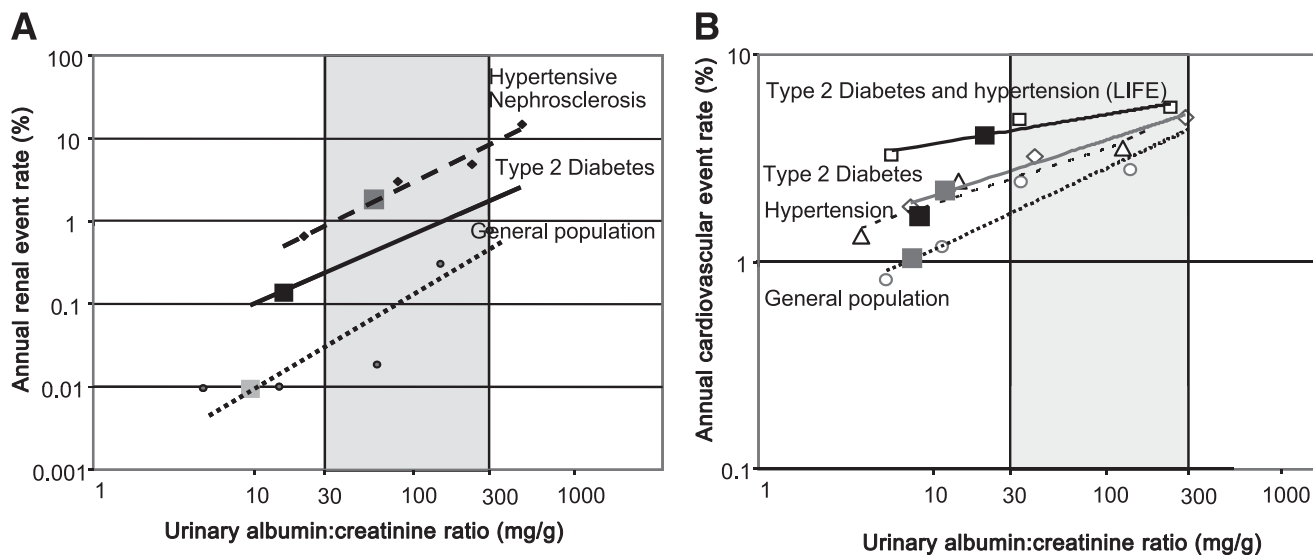 A
Annual renal event rate (%)
100
10
1
0.1
0.01
0.001
Hypertensive
Nephrosclerosis
Type 2 Diabetes
General population
1
10
30
100
300
1000
Urinary albumin:creatinine ratio (mg/g)
B
Annual cardiovascular event rate (%)
10
1
0.1
Type 2 Diabetes and hypertension (LIFE)
Type 2 Diabetes
Hypertension
General population
1
10
30
100
300
1000
Urinary albumin:creatinine ratio (mg/g)